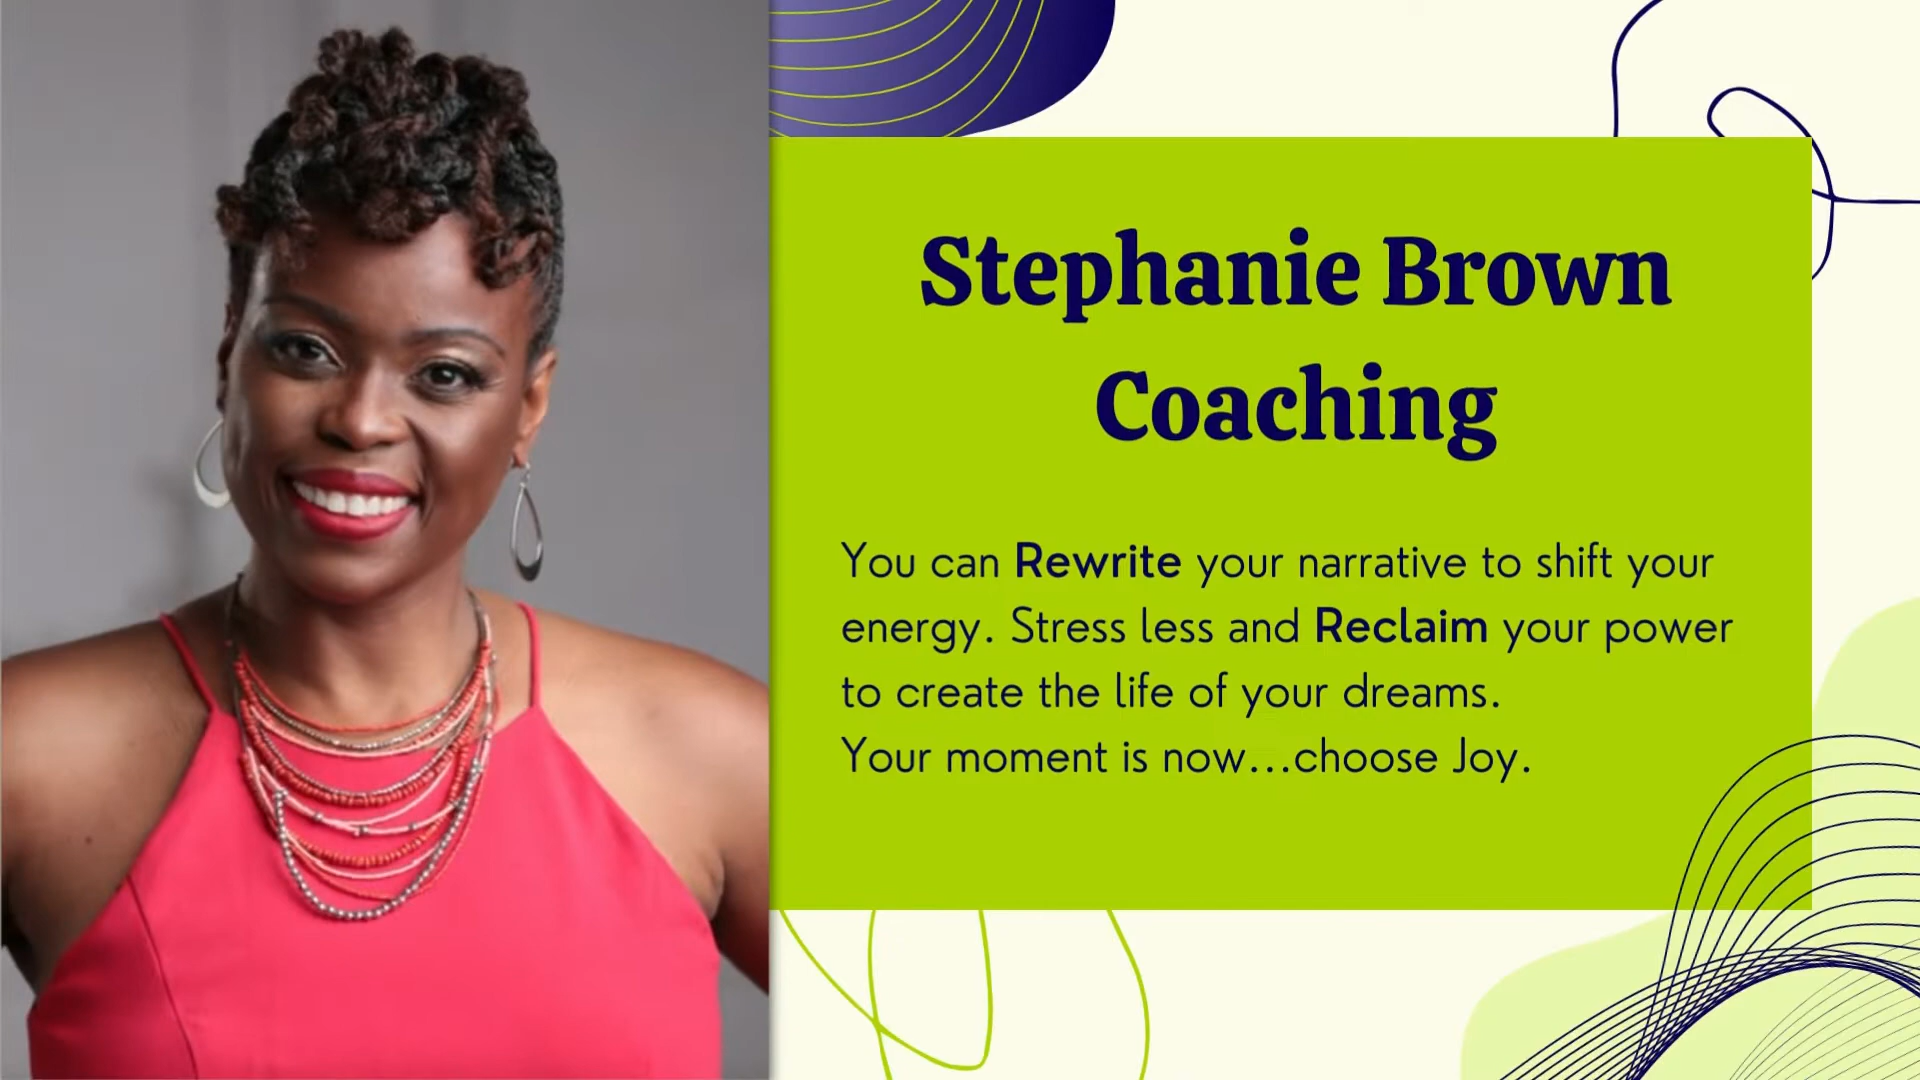 Stephanie Brown
Coaching
You can Rewrite your narrative to shift your
energy. Stress less and Reclaim your power
to create the life of your dreams.
Your moment is now...choose Joy.